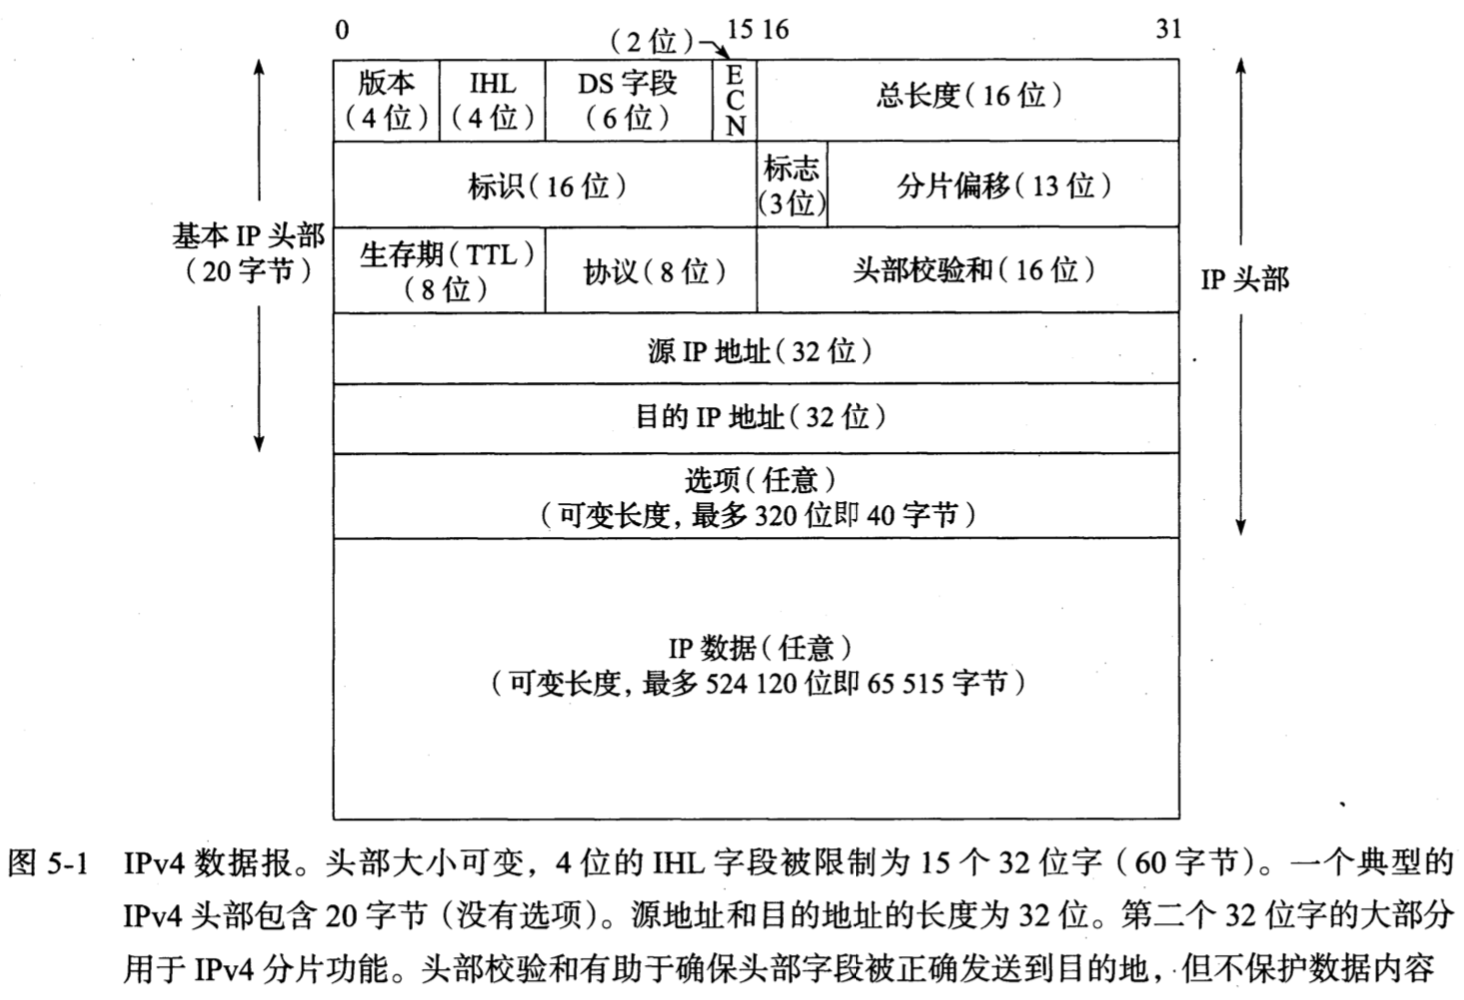 0 15 16 31
（2 位）
版本
（4 位）
IHL
（4 位）
DS 字段
（6 位）
E
C
N
总长度（16 位）
标识（16 位）
标志
(3位)
分片偏移（13 位）
基本 IP 头部
（20 字节）
生存期（TTL）
（8 位）
协议（8 位）
头部校验和（16 位）
IP 头部
源 IP 地址（32 位）
目的 IP 地址（32 位）
选项（任意）
（可变长度，最多 320 位即 40 字节）
IP 数据（任意）
（可变长度，最多 524 120 位即 65 515 字节）
图 5-1 IPv4 数据报。头部大小可变，4 位的 IHL 字段被限制为 15 个 32 位字（60 字节）。一个典型的
IPv4 头部包含 20 字节（没有选项）。源地址和目的地址的长度为 32 位。第二个 32 位字的大部分
用于 IPv4 分片功能。头部校验和有助于确保头部字段被正确发送到目的地，但不保护数据内容